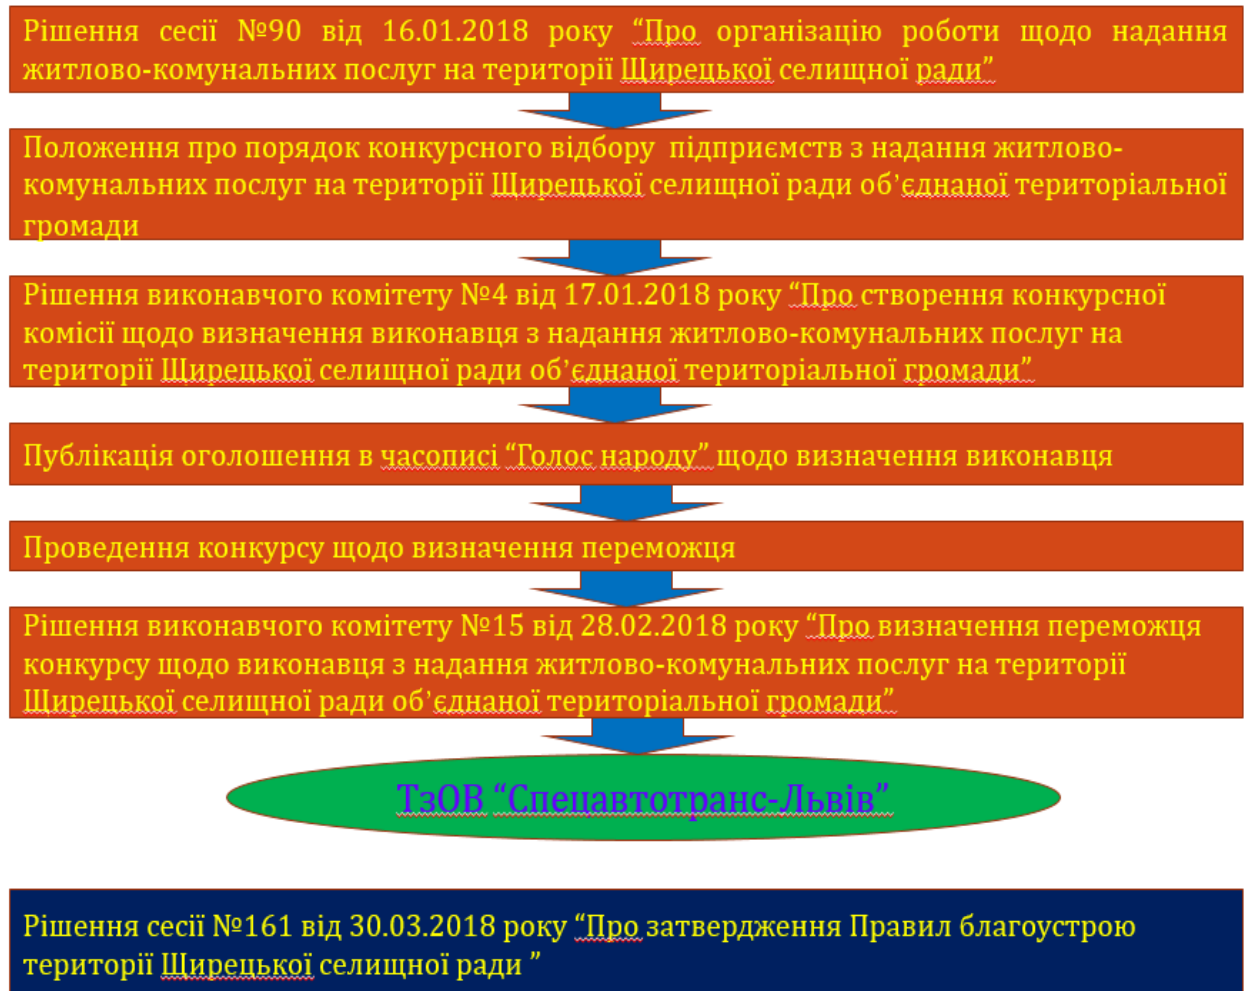 Рішення сесії №90 від 16.01.2018 року “Про організацію роботи щодо надання
житлово-комунальних послуг на території Щирецької селищної ради”
Положення про порядок конкурсного відбору підприємств з надання житлово-
комунальних послуг на території Щирецької селищної ради об’єднаної територіальної
громади
Рішення виконавчого комітету №4 від 17.01.2018 року “Про створення конкурсної
комісії щодо визначення виконавця з надання житлово-комунальних послуг на
території Щирецької селищної ради об’єднаної територіальної громади”
Публікація оголошення в часописі “Голос народу” щодо визначення виконавця
Проведення конкурсу щодо визначення переможця
Рішення виконавчого комітету №15 від 28.02.2018 року “Про визначення переможця
конкурсу щодо виконавця з надання житлово-комунальних послуг на території
Щирецької селищної ради об’єднаної територіальної громади”
ТзОВ “Спецавтотранс-Львів”
Рішення сесії №161 від 30.03.2018 року “Про затвердження Правил благоустрою
території Щирецької селищної ради ”